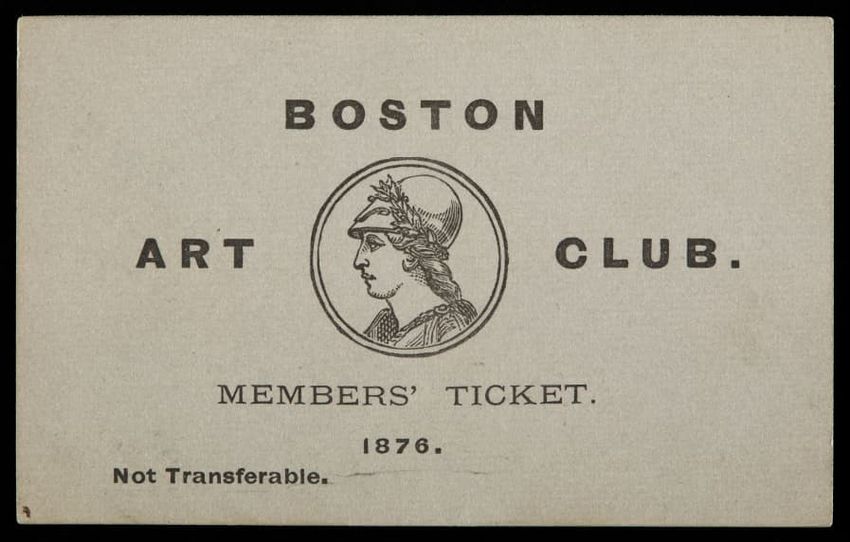 BOSTON
ART CLUB.
MEMBERS' TICKET.
1876.
Not Transferable.